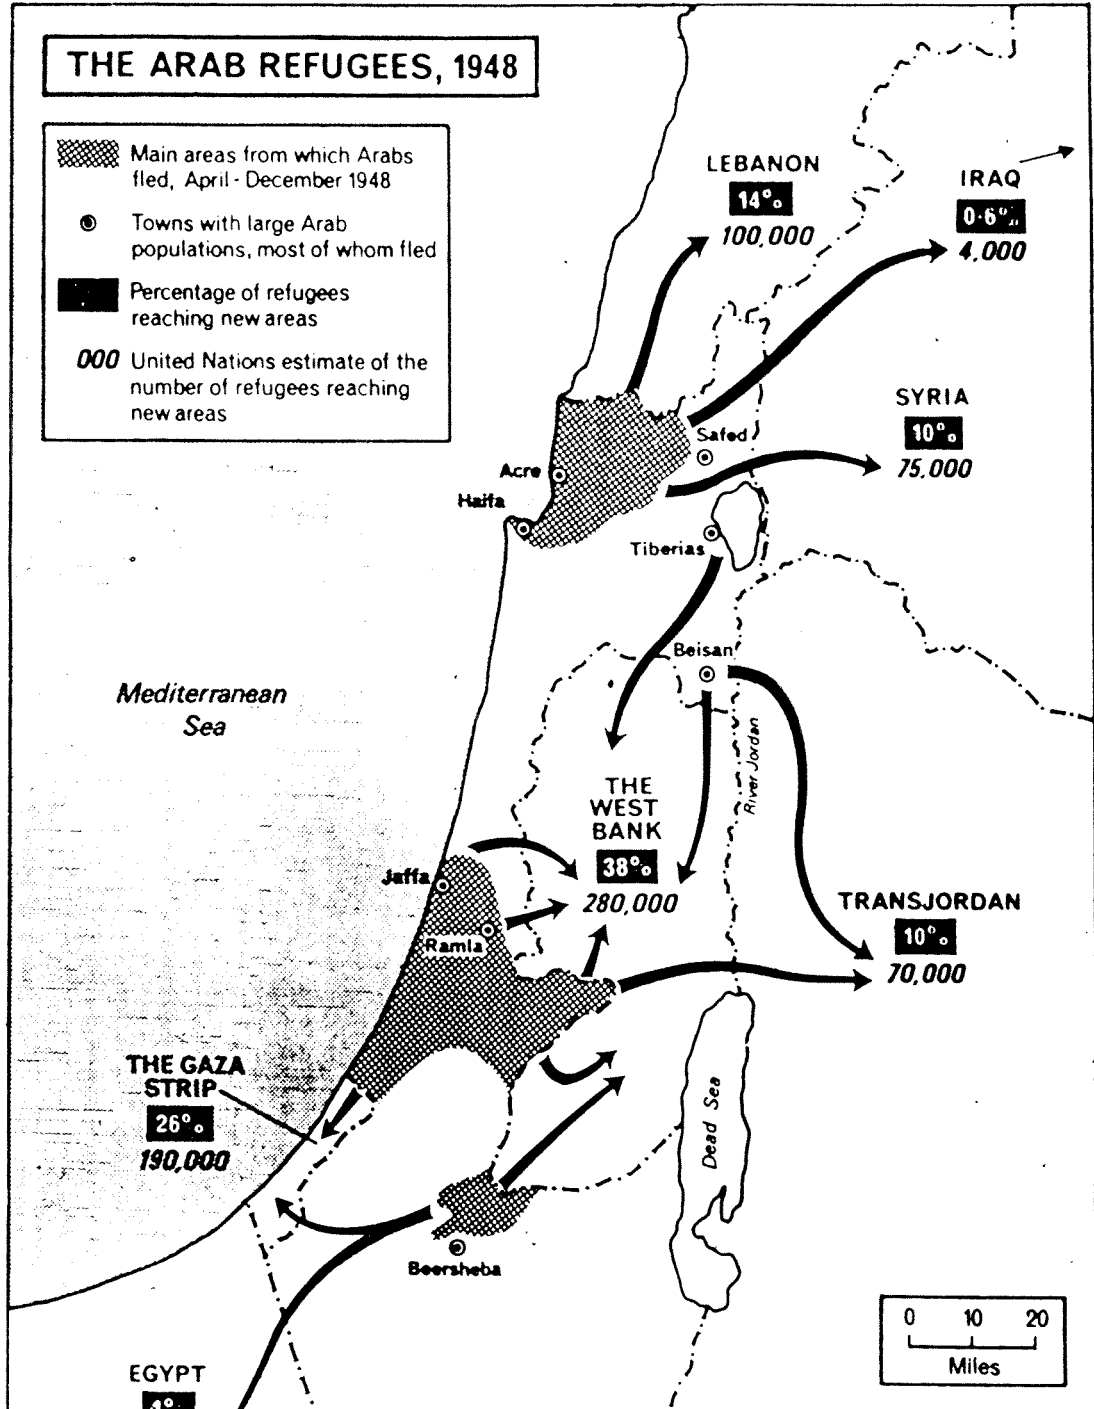 THE ARAB REFUGEES, 1948
Main areas from which Arabs
fled, April - December 1948
Towns with large Arab
populations, most of whom fled
Percentage of refugees
reaching new areas
000 United Nations estimate of the
number of refugees reaching
new areas
LEBANON
14%
100,000
IRAQ
0·6%
4,000
SYRIA
10%
75,000
Safed
Acre
Haifa
Tiberias
Beisan
Mediterranean
Sea
River Jordan
THE
WEST
BANK
38%
280,000
Jaffa
Ramla
TRANSJORDAN
10%
70,000
THE GAZA
STRIP
26%
190,000
Dead Sea
Beersheba
EGYPT
0 10 20
Miles